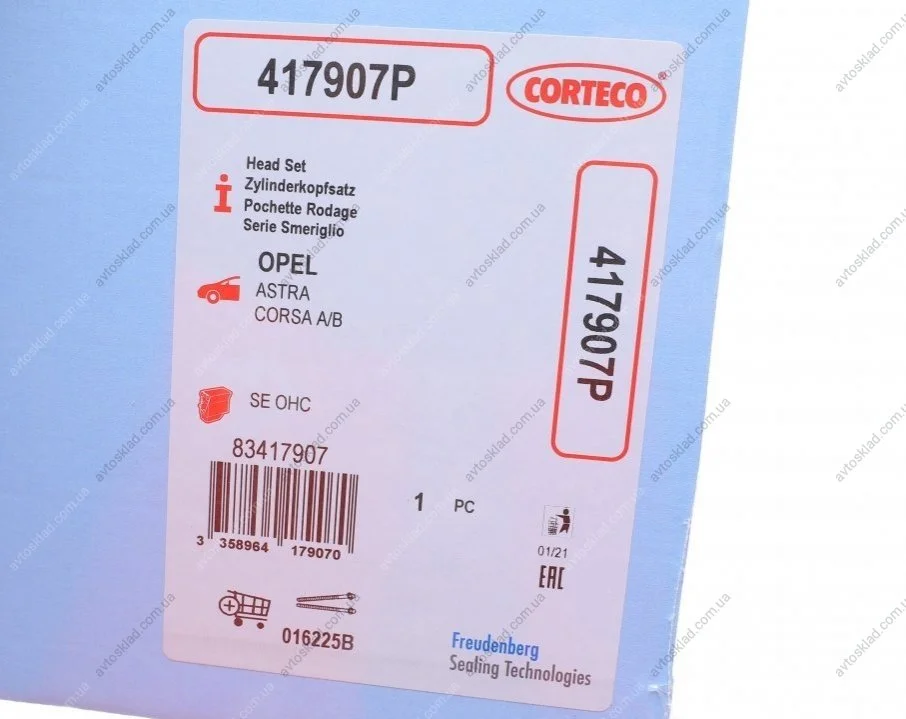 417907P
CORTECO®
Head Set
Zylinderkopfsatz
Pochette Rodage
Serie Smeriglio
OPEL
ASTRA
CORSA A/B
417907P
SE OHC
83417907
3 358964 179070
1 PC
01/21
EAC
016225B
Freudenberg
Sealing Technologies
avtosklad.com.ua